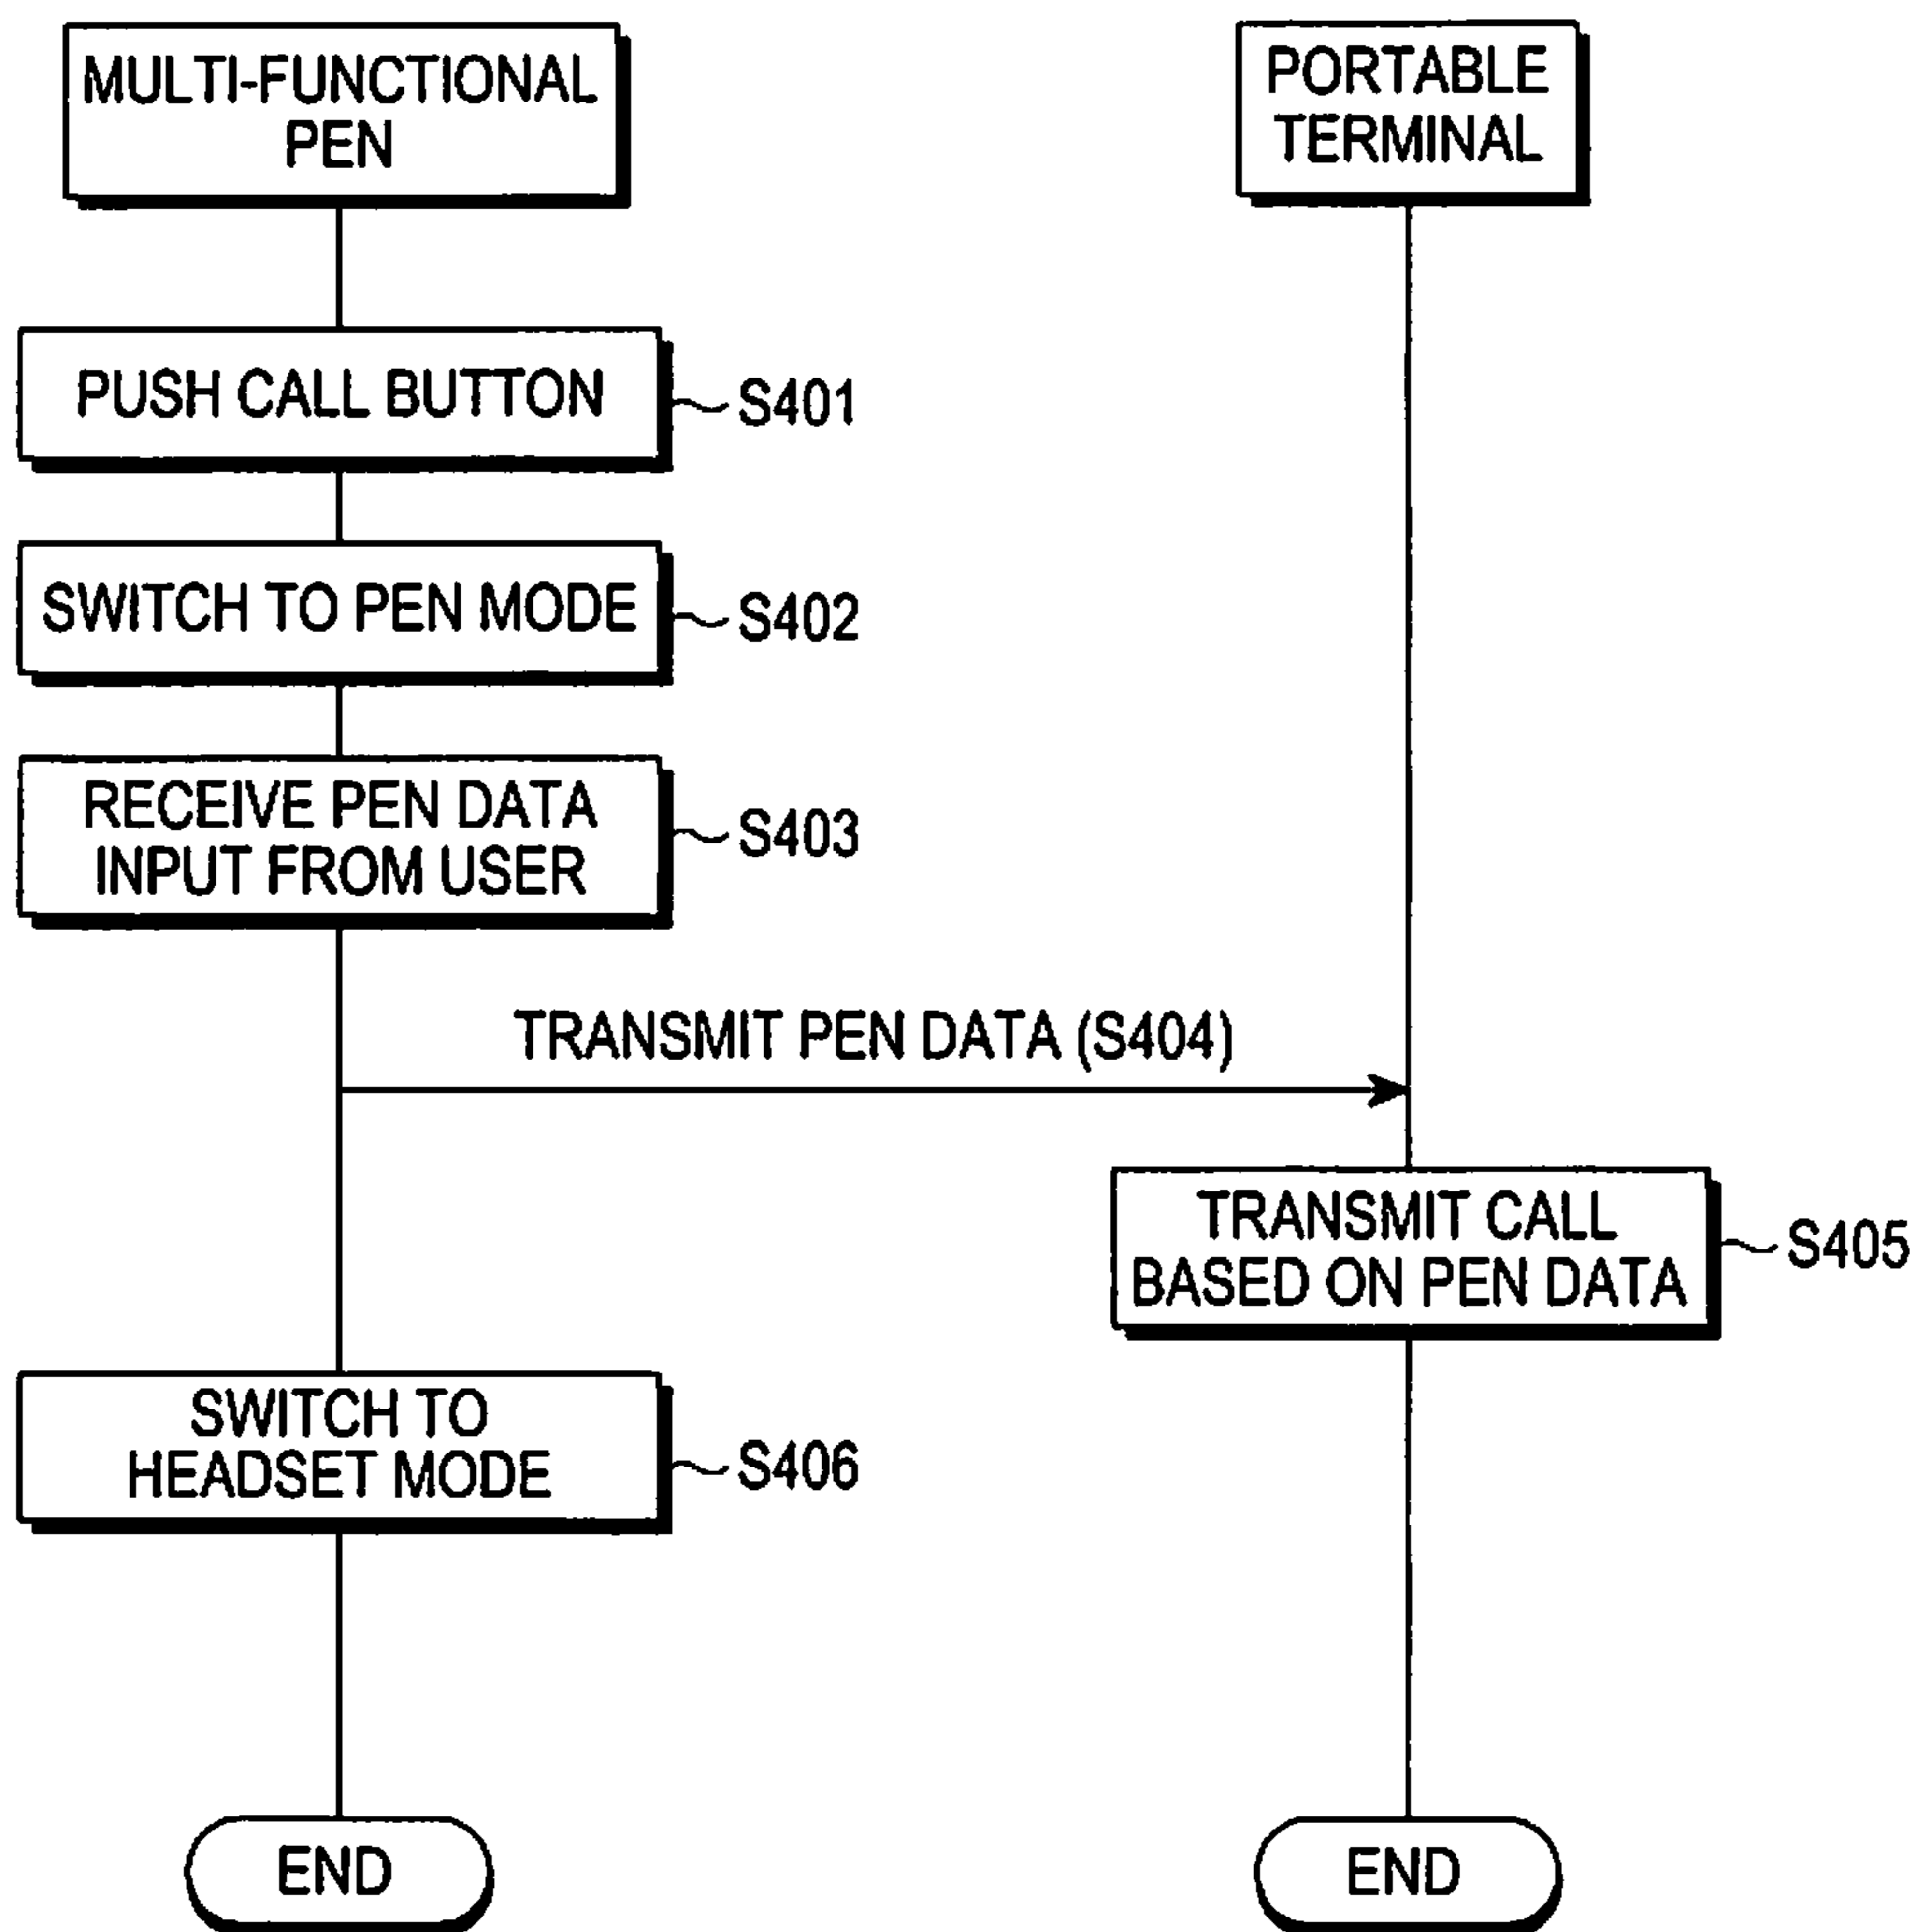 MULTI-FUNCTIONAL
PEN
PORTABLE
TERMINAL
PUSH CALL BUTTON
S401
SWITCH TO PEN MODE
S402
RECEIVE PEN DATA
INPUT FROM USER
S403
TRANSMIT PEN DATA (S404)
TRANSMIT CALL
BASED ON PEN DATA
S405
SWITCH TO
HEADSET MODE
S406
END
END